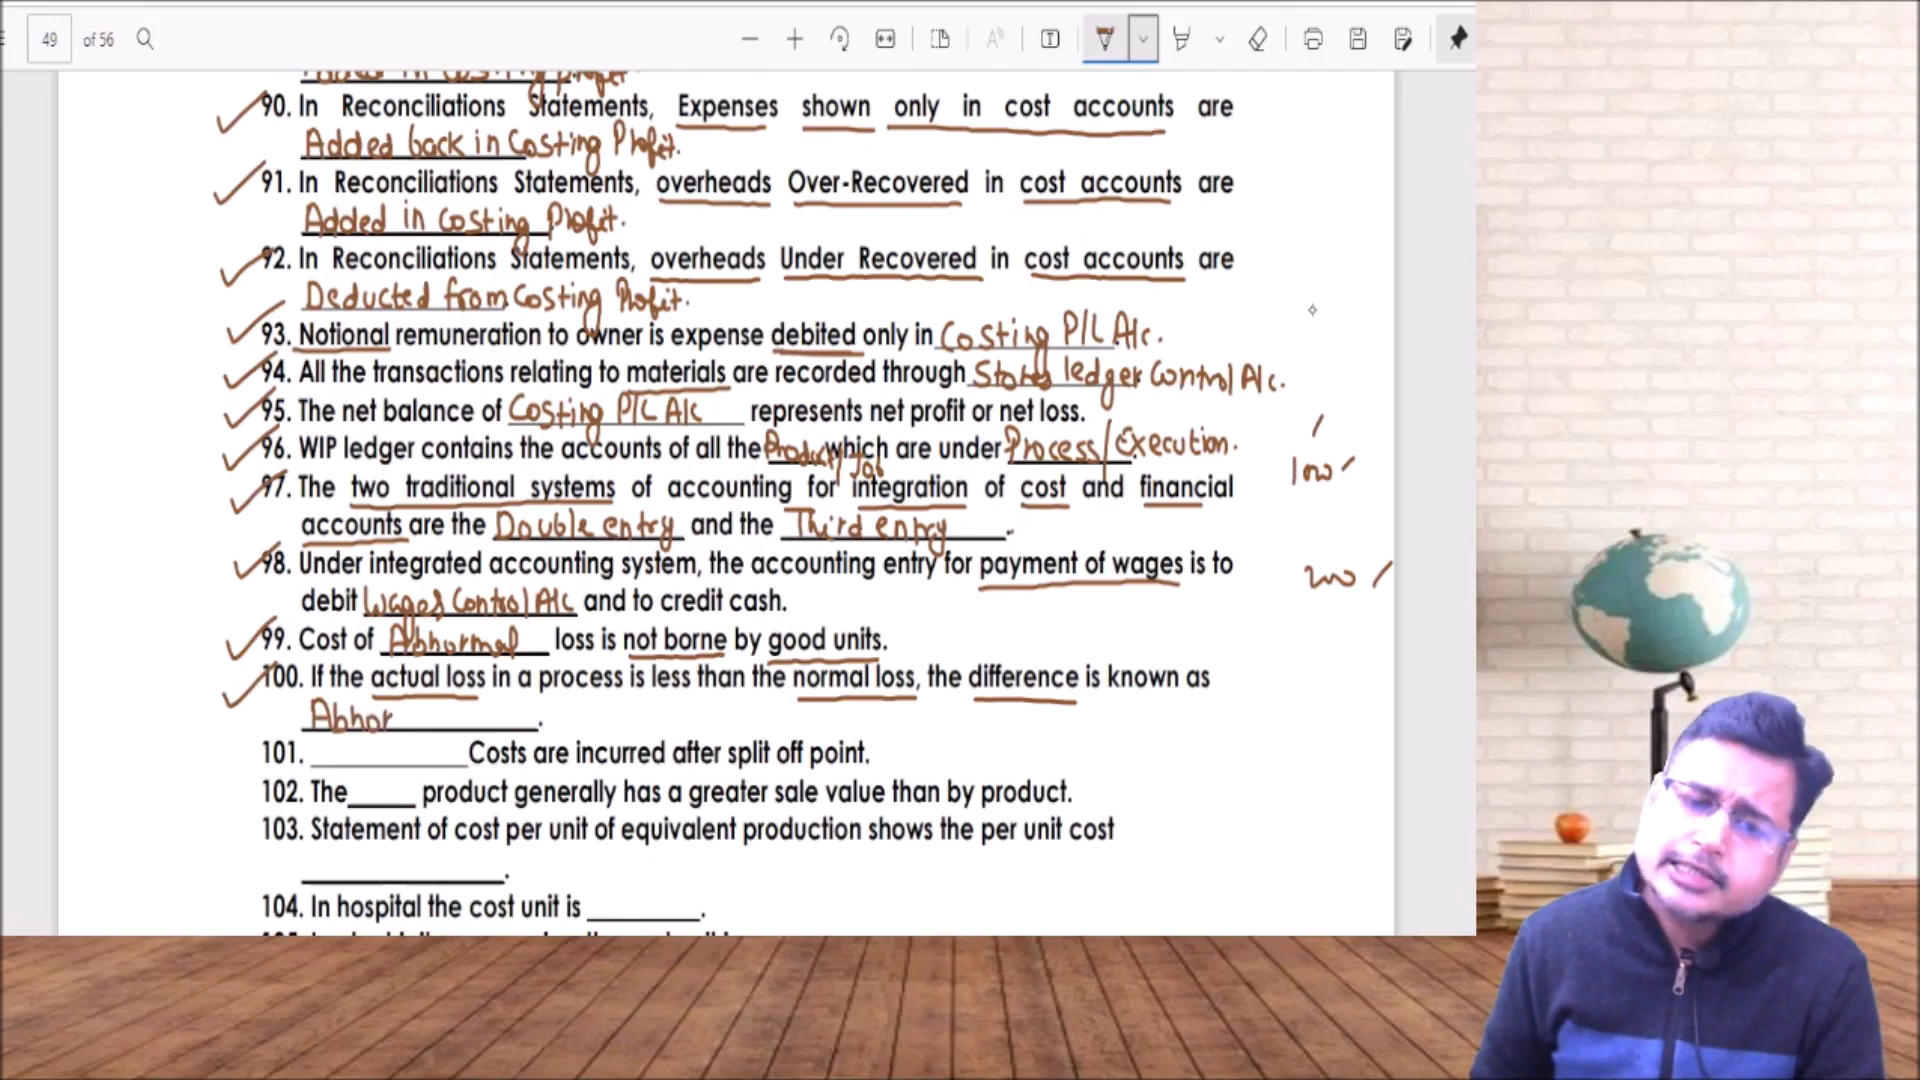 49 of 56
Added in Costing Profit.
90. In Reconciliations Statements, Expenses shown only in cost accounts are
Added back in Costing Profit.
91. In Reconciliations Statements, overheads Over-Recovered in cost accounts are
Added in Costing Profit.
92. In Reconciliations Statements, overheads Under Recovered in cost accounts are
Deducted from Costing Profit.
93. Notional remuneration to owner is expense debited only in Costing P/L A/c.
94. All the transactions relating to materials are recorded through Stores ledger Control A/c.
95. The net balance of Costing P/L A/c represents net profit or net loss.
96. WIP ledger contains the accounts of all the Product/Job which are under Process/Execution.
97. The two traditional systems of accounting for integration of cost and financial
accounts are the Double entry and the Third entry.
98. Under integrated accounting system, the accounting entry for payment of wages is to
debit Wages Control A/c and to credit cash.
99. Cost of Abnormal loss is not borne by good units.
100. If the actual loss in a process is less than the normal loss, the difference is known as
Abnor.
101. Costs are incurred after split off point.
102. The product generally has a greater sale value than by product.
103. Statement of cost per unit of equivalent production shows the per unit cost
.
104. In hospital the cost unit is .